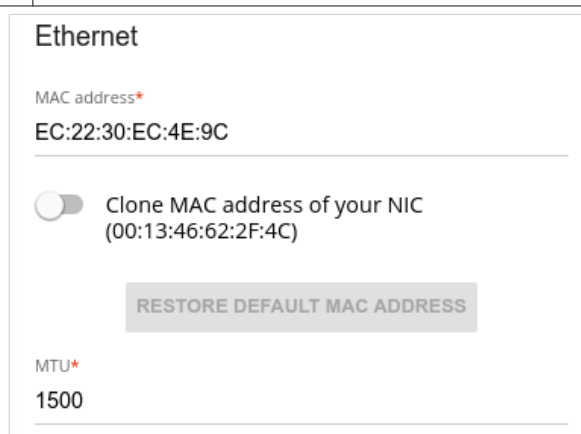 Ethernet
MAC address*
EC:22:30:EC:4E:9C
Clone MAC address of your NIC
(00:13:46:62:2F:4C)
RESTORE DEFAULT MAC ADDRESS
MTU*
1500